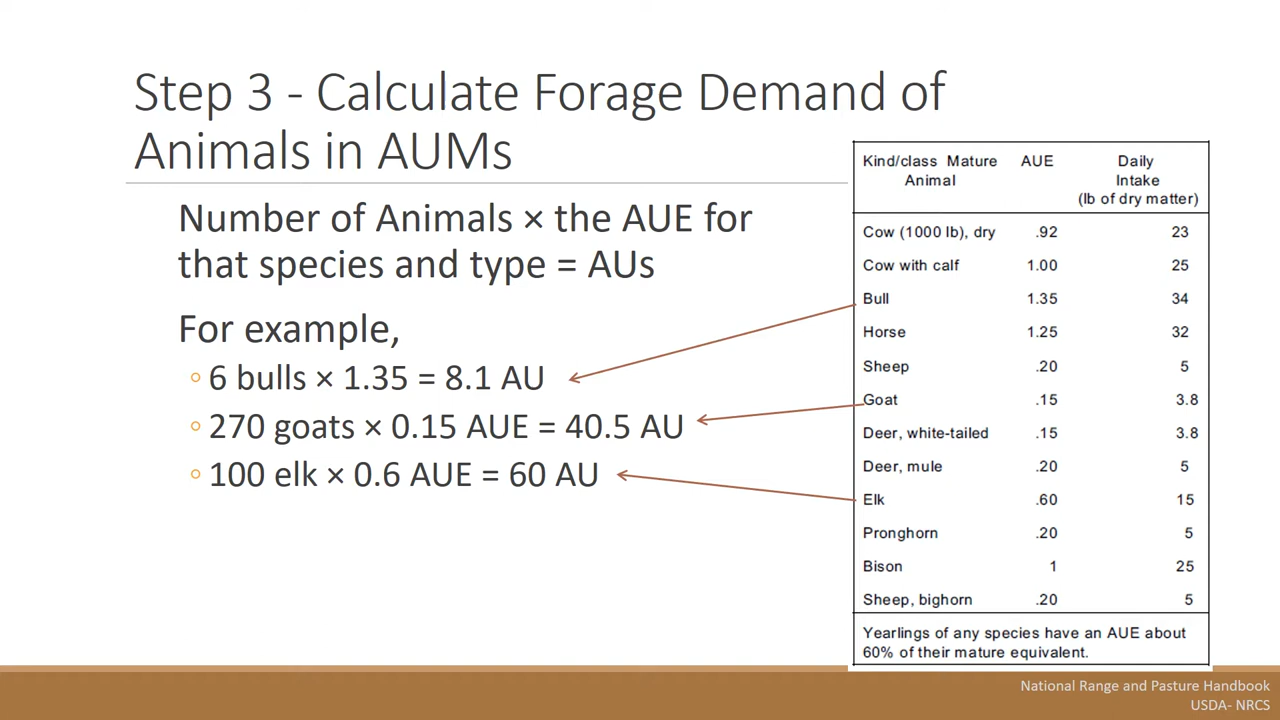 Step 3 - Calculate Forage Demand of
Animals in AUMs
Number of Animals × the AUE for
that species and type = AUs
For example,
◦ 6 bulls × 1.35 = 8.1 AU
◦ 270 goats × 0.15 AUE = 40.5 AU
◦ 100 elk × 0.6 AUE = 60 AU
Kind/class Mature Animal AUE Daily Intake (lb of dry matter)
Cow (1000 lb), dry .92 23
Cow with calf 1.00 25
Bull 1.35 34
Horse 1.25 32
Sheep .20 5
Goat .15 3.8
Deer, white-tailed .15 3.8
Deer, mule .20 5
Elk .60 15
Pronghorn .20 5
Bison 1 25
Sheep, bighorn .20 5
Yearlings of any species have an AUE about
60% of their mature equivalent.
National Range and Pasture Handbook
USDA- NRCS